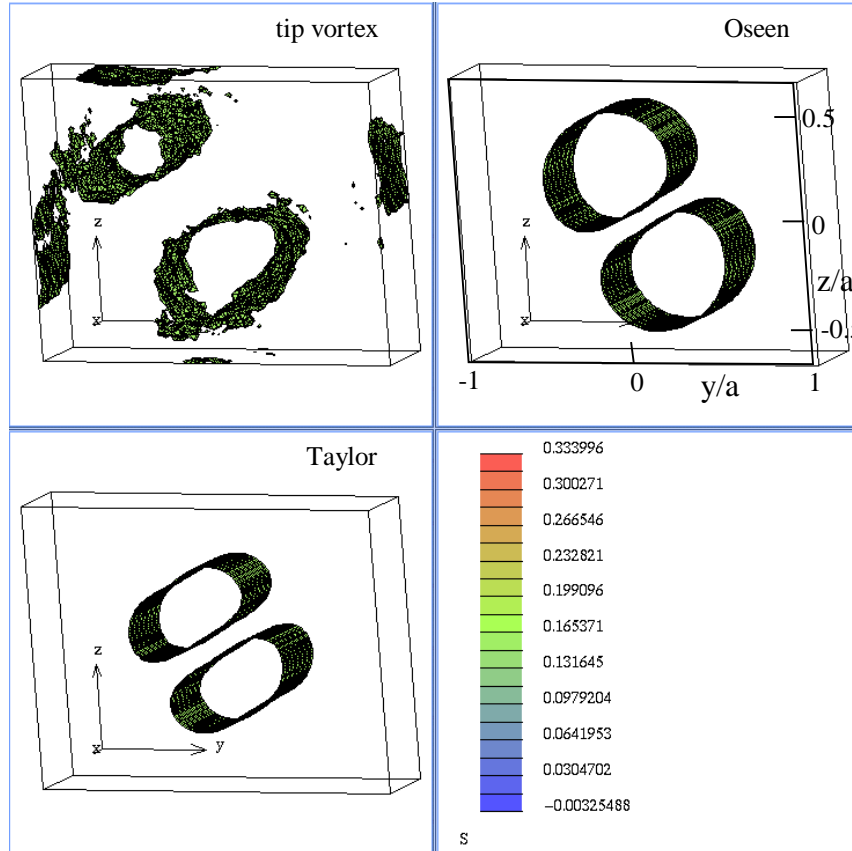 tip vortex
z
x
Oseen
0.5
z
0
z/a
x
-0.
-1
0
y/a
1
Taylor
z
x
y
0.333996
0.300271
0.266546
0.232821
0.199096
0.165371
0.131645
0.0979204
0.0641953
0.0304702
-0.00325488
S